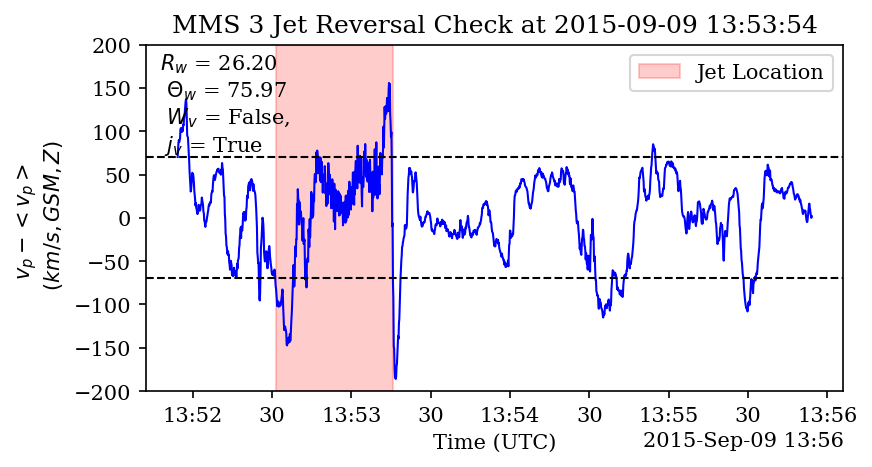 MMS 3 Jet Reversal Check at 2015-09-09 13:53:54
R_w = 26.20
Θ_w = 75.97
W_v = False,
j_v = True
Jet Location
200
150
100
50
0
−50
−100
−150
−200
v_p − < v_p >
(km/s, GSM, Z)
13:52 30 13:53 30 13:54 30 13:55 30 13:56
Time (UTC)
2015-Sep-09 13:56